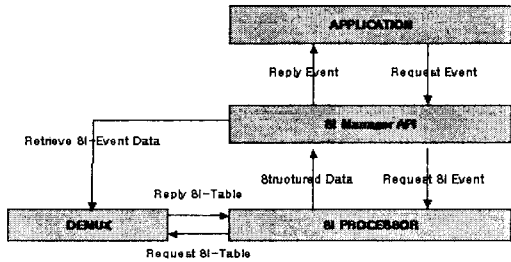 APPLICATION
Reply Event
Request Event
SI Manager API
Retrieve SI-Event Data
Structured Data
Request SI Event
Reply SI-Table
DEMUX
SI PROCESSOR
Request SI-Table